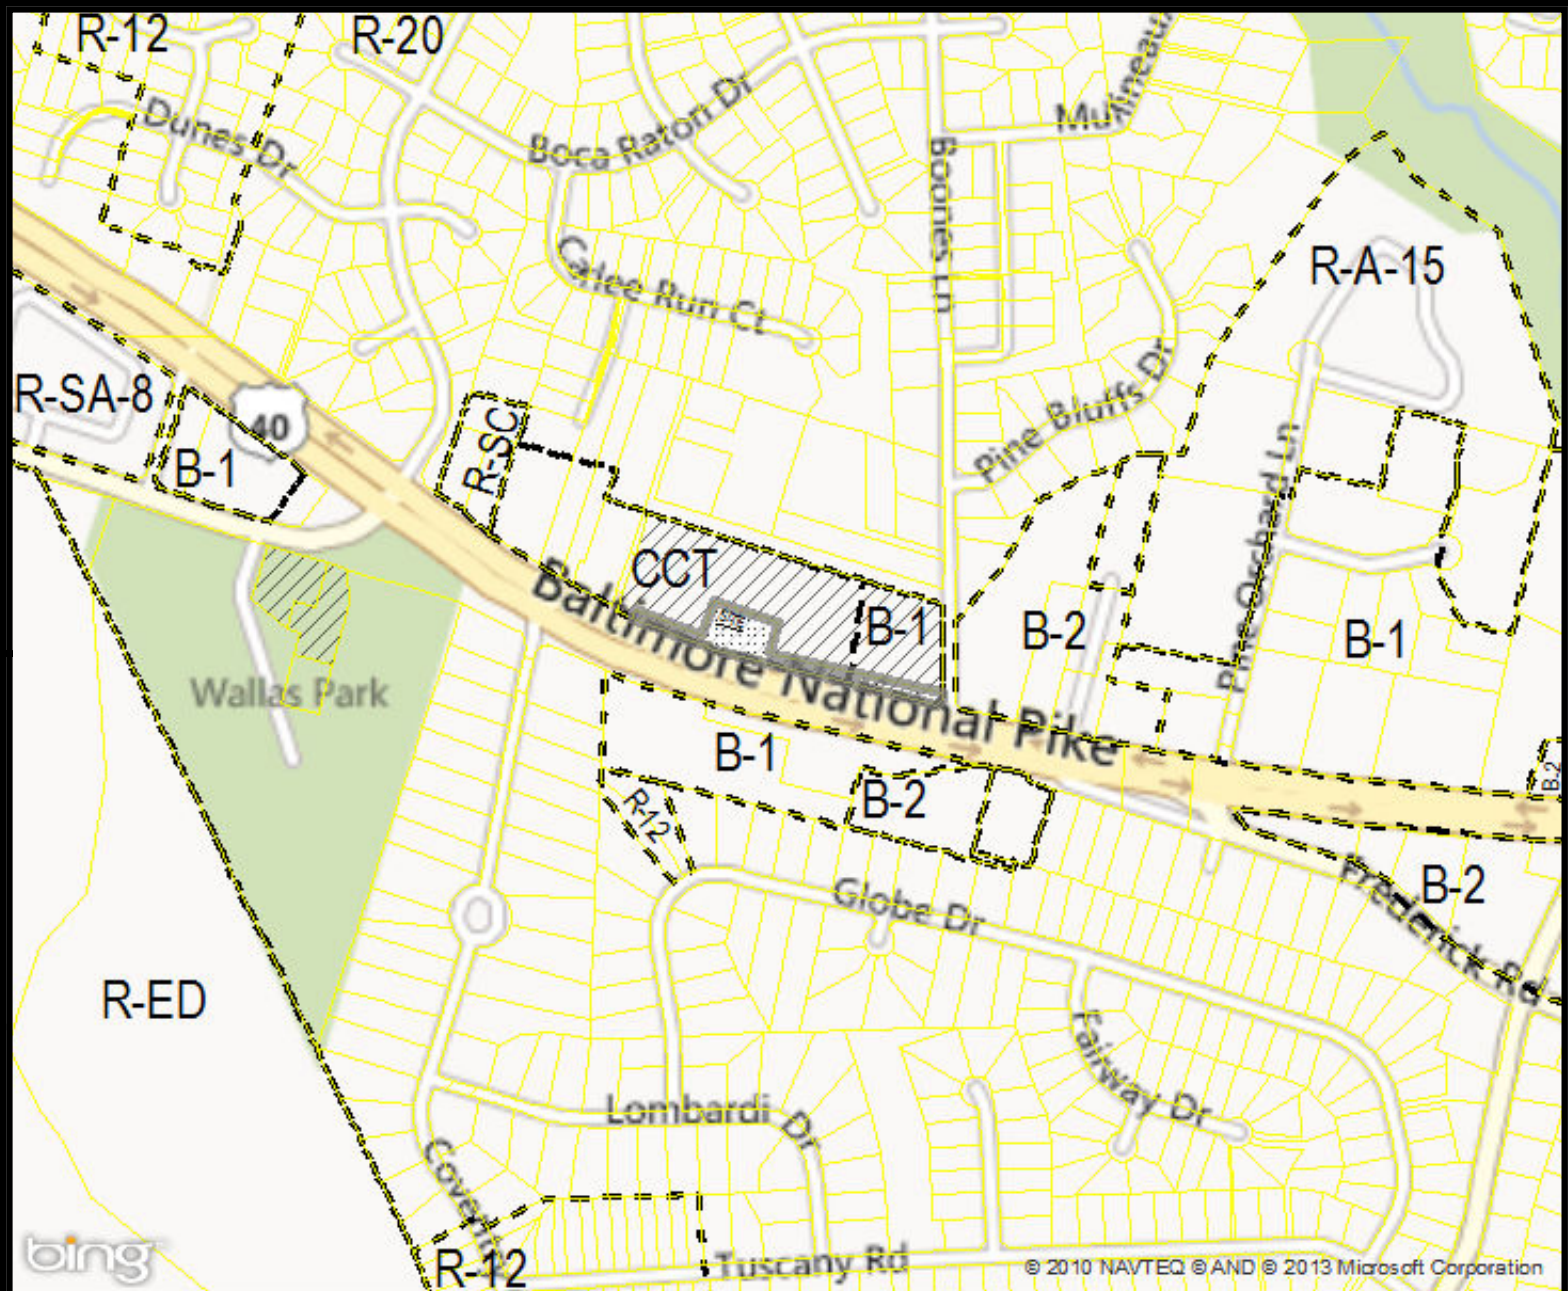 R-12
R-20
Mullineaux
Dunes Dr
Boca Raton Dr
Boones Ln
Calee Run Ct
R-A-15
Pine Bluffs Dr
R-SA-8
40
R-SC
B-1
Pine Orchard Ln
CCT
Baltimore National Pike
B-1
B-2
B-1
Wallas Park
B-1
B-2
B-2
R-12
Globe Dr
Frederick Rd
B-2
R-ED
Fairway Dr
Lombardi Dr
R-12
Tuscany Rd
bing
© 2010 NAVTEQ © AND © 2013 Microsoft Corporation